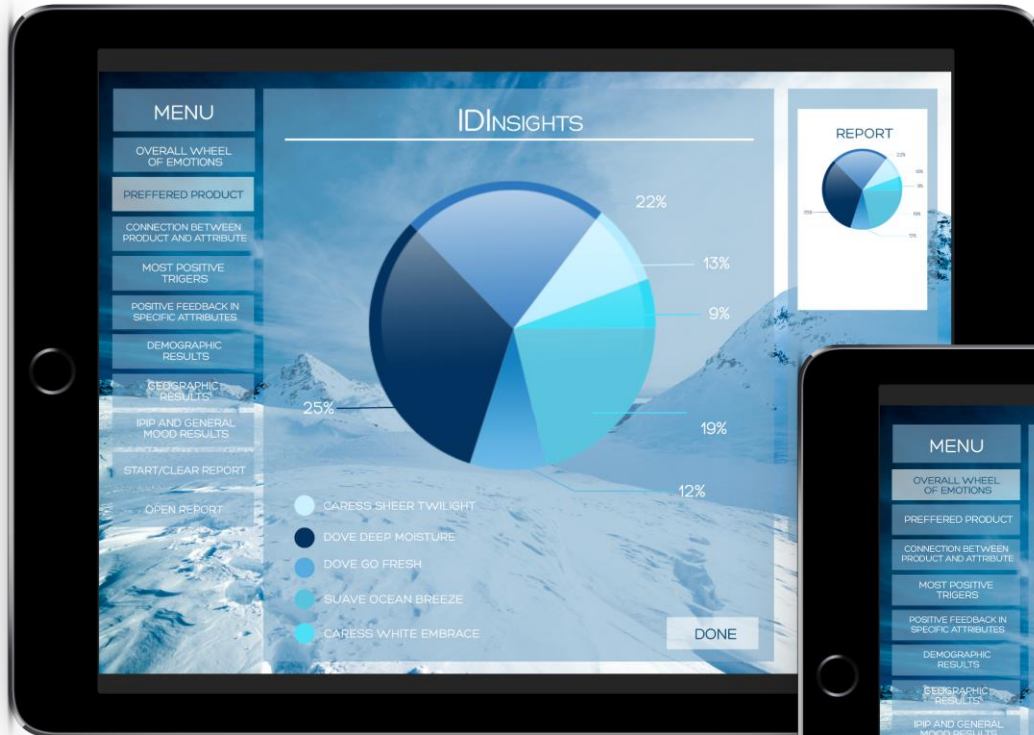 MENU
OVERALL WHEEL
OF EMOTIONS
PREFFERED PRODUCT
CONNECTION BETWEEN
PRODUCT AND ATTRIBUTE
MOST POSITIVE
TRIGERS
POSITIVE FEEDBACK IN
SPECIFIC ATTRIBUTES
DEMOGRAPHIC
RESULTS
GEOGRAPHIC
RESULTS
IPIP AND GENERAL
MOOD RESULTS
START/CLEAR REPORT
OPEN REPORT
IDINSIGHTS
22%
13%
9%
19%
12%
25%
CARESS SHEER TWILIGHT
DOVE DEEP MOISTURE
DOVE GO FRESH
SUAVE OCEAN BREEZE
CARESS WHITE EMBRACE
DONE
REPORT
22%
9%
MENU
OVERALL WHEEL
OF EMOTIONS
PREFFERED PRODUCT
CONNECTION BETWEEN
PRODUCT AND ATTRIBUTE
MOST POSITIVE
TRIGERS
POSITIVE FEEDBACK IN
SPECIFIC ATTRIBUTES
DEMOGRAPHIC
RESULTS
GEOGRAPHIC
RESULTS
IPIP AND GENERAL
MOOD RESULTS